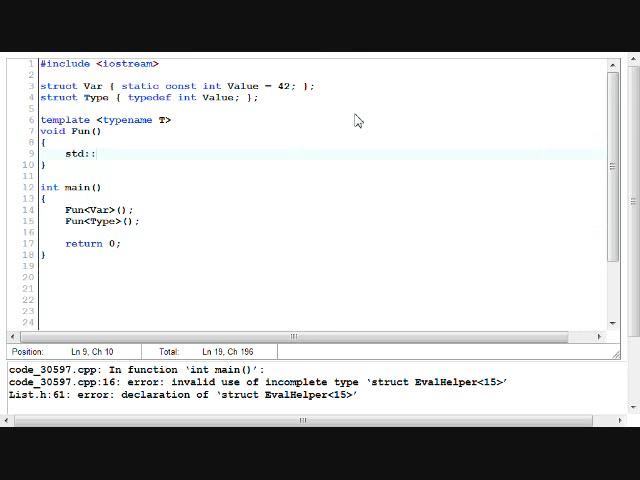 1 #include <iostream>
2
3 struct Var { static const int Value = 42; };
4 struct Type { typedef int Value; };
5
6 template <typename T>
7 void Fun()
8 {
9 std::
10 }
11
12 int main()
13 {
14 Fun<Var>();
15 Fun<Type>();
16
17 return 0;
18 }
19
20
21
22
23
24
Position: Ln 9, Ch 10 Total: Ln 19, Ch 196
code_30597.cpp: In function ‘int main()’:
code_30597.cpp:16: error: invalid use of incomplete type ‘struct EvalHelper<15>’
List.h:61: error: declaration of ‘struct EvalHelper<15>’